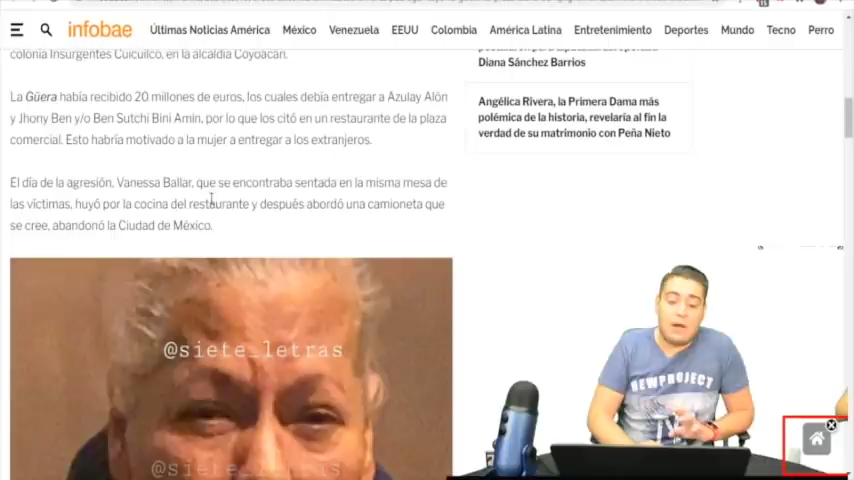 infobae
Últimas Noticias América México Venezuela EEUU Colombia América Latina Entretenimiento Deportes Mundo Tecno Perro
colonia Insurgentes Cuicuilco, en la alcaldía Coyoacán.
La Güera había recibido 20 millones de euros, los cuales debía entregar a Azulay Alón
y Jhony Ben y/o Ben Sutchi Bini Amin, por lo que los citó en un restaurante de la plaza
comercial. Esto habría motivado a la mujer a entregar a los extranjeros.
El día de la agresión, Vanessa Ballar, que se encontraba sentada en la misma mesa de
las víctimas, huyó por la cocina del restaurante y después abordó una camioneta que
se cree, abandonó la Ciudad de México.
Diana Sánchez Barrios
Angélica Rivera, la Primera Dama más
polémica de la historia, revelaría al fin la
verdad de su matrimonio con Peña Nieto
@siete_letras
@siete_letras
NEWPROJECT